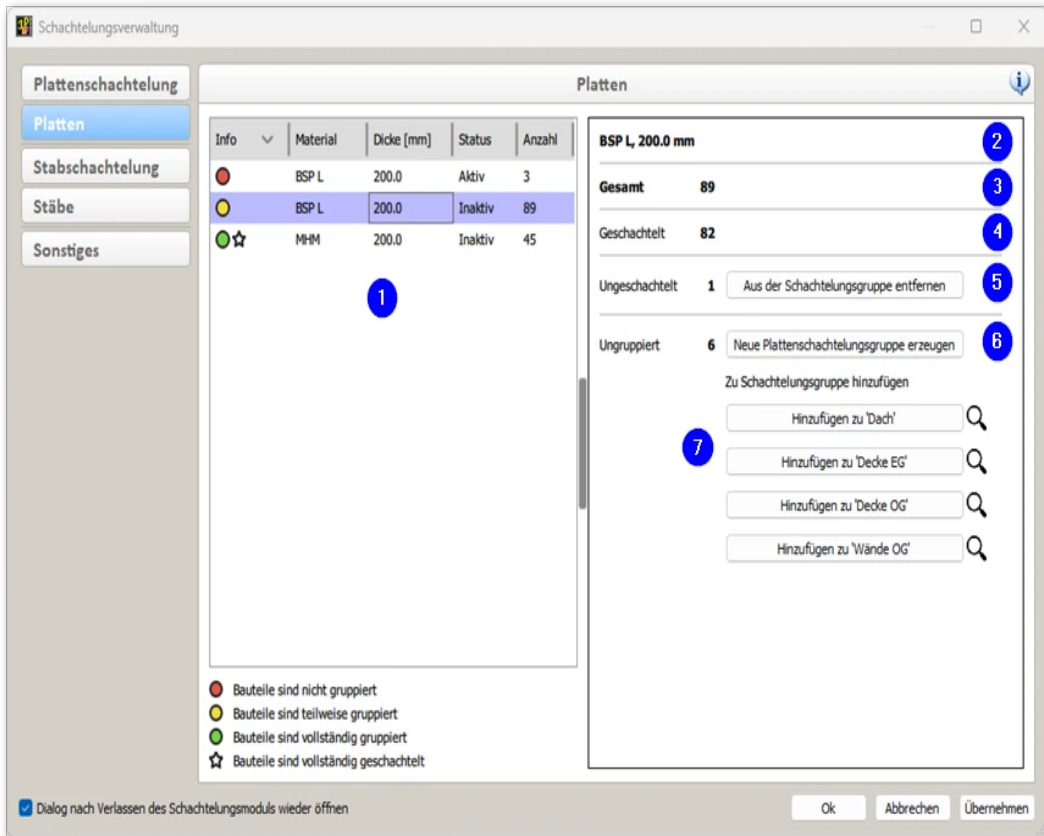 Schachtelungsverwaltung
Plattenschachtelung
Platten
Stabschachtelung
Stäbe
Sonstiges
Platten
Info Material Dicke [mm] Status Anzahl
BSP L 200.0 Aktiv 3
BSP L 200.0 Inaktiv 89
MHM 200.0 Inaktiv 45
1
Bauteile sind nicht gruppiert
Bauteile sind teilweise gruppiert
Bauteile sind vollständig gruppiert
Bauteile sind vollständig geschachtelt
BSP L, 200.0 mm 2
Gesamt 89 3
Geschachtelt 82 4
Ungeschachtelt 1 Aus der Schachtelungsgruppe entfernen 5
Ungruppiert 6 Neue Plattenschachtelungsgruppe erzeugen 6
Zu Schachtelungsgruppe hinzufügen
Hinzufügen zu 'Dach'
7
Hinzufügen zu 'Decke EG'
Hinzufügen zu 'Decke OG'
Hinzufügen zu 'Wände OG'
Dialog nach Verlassen des Schachtelungsmoduls wieder öffnen
Ok Abbrechen Übernehmen